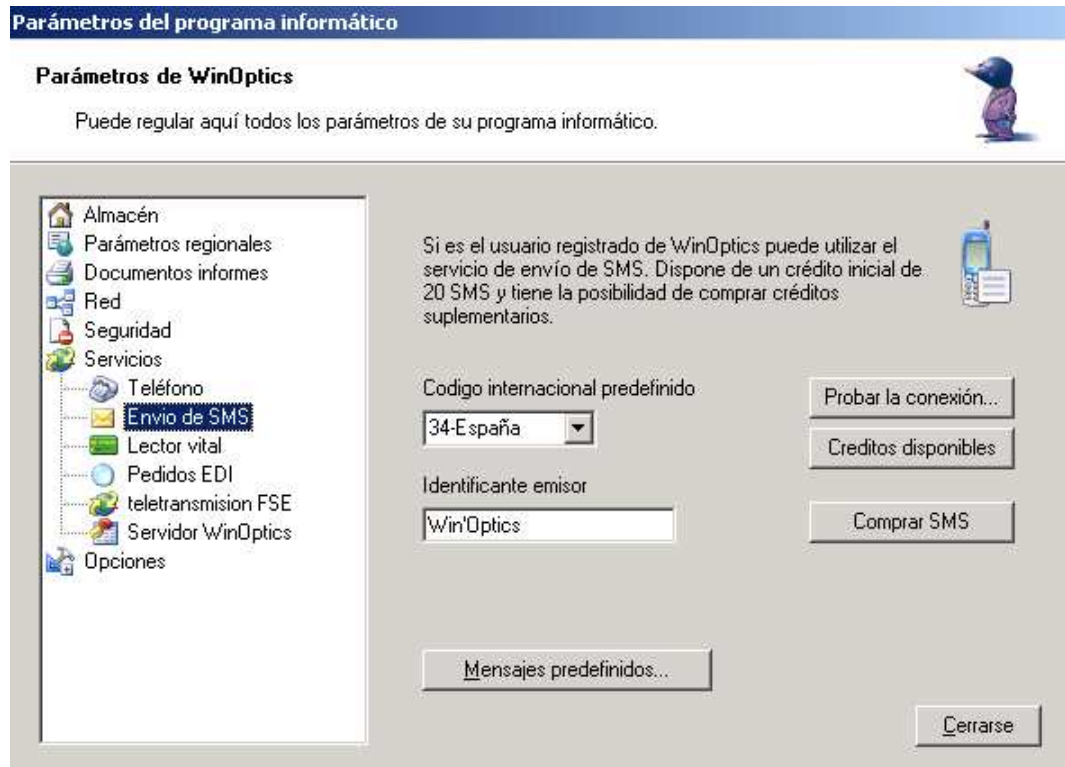 Parámetros del programa informático
Parámetros de WinOptics
Puede regular aquí todos los parámetros de su programa informático.
Almacén
Parámetros regionales
Documentos informes
Red
Seguridad
Servicios
Teléfono
Envio de SMS
Lector vital
Pedidos EDI
teletransmision FSE
Servidor WinOptics
Opciones
Si es el usuario registrado de WinOptics puede utilizar el
servicio de envío de SMS. Dispone de un crédito inicial de
20 SMS y tiene la posibilidad de comprar créditos
suplementarios.
Codigo internacional predefinido
34-España
Identificante emisor
Win'Optics
Probar la conexión...
Creditos disponibles
Comprar SMS
Mensajes predefinidos...
Cerrarse